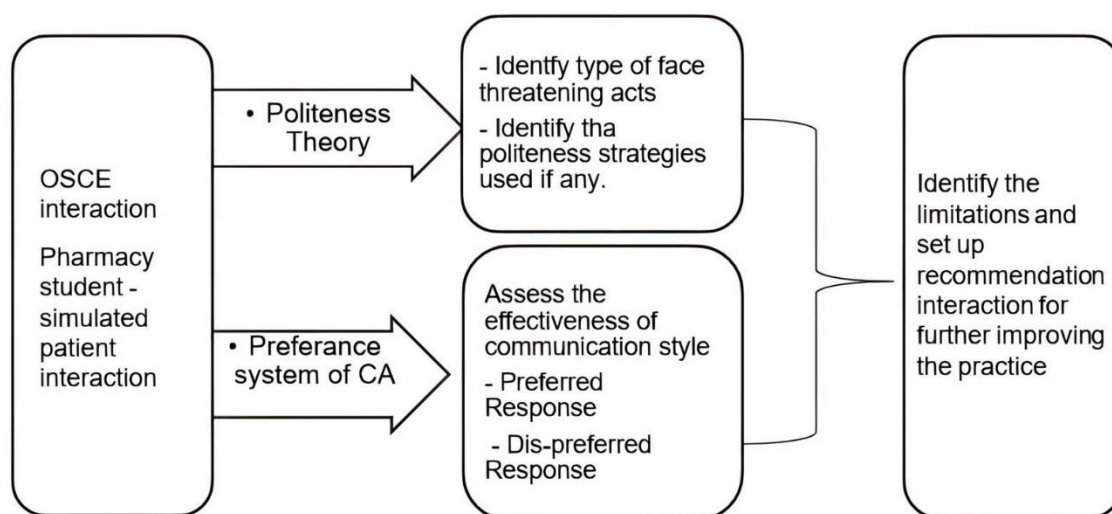 OSCE
interaction
Pharmacy
student -
simulated
patient
interaction
• Politeness
Theory
- Identfy type of face
threatening acts
- Identify tha
politeness strategies
used if any.
• Preferance
system of CA
Assess the
effectiveness of
communication style
- Preferred
Response
- Dis-preferred
Response
Identify the
limitations and
set up
recommendation
interaction for
further improving
the practice